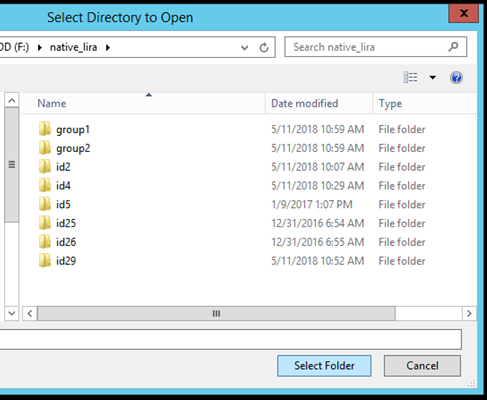 Select Directory to Open
DD (F:) native_lira
Search native_lira
Name Date modified Type
group1 5/11/2018 10:59 AM File folder
group2 5/11/2018 10:59 AM File folder
id2 5/11/2018 10:07 AM File folder
id4 5/11/2018 10:29 AM File folder
id5 1/9/2017 1:07 PM File folder
id25 12/31/2016 6:54 AM File folder
id26 12/31/2016 6:55 AM File folder
id29 5/11/2018 10:52 AM File folder
Select Folder Cancel